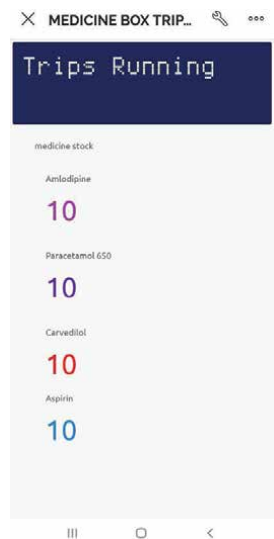 MEDICINE BOX TRIP...
Trips Running
medicine stock
Amlodipine
10
Paracetamol 650
10
Carvedilol
10
Aspirin
10